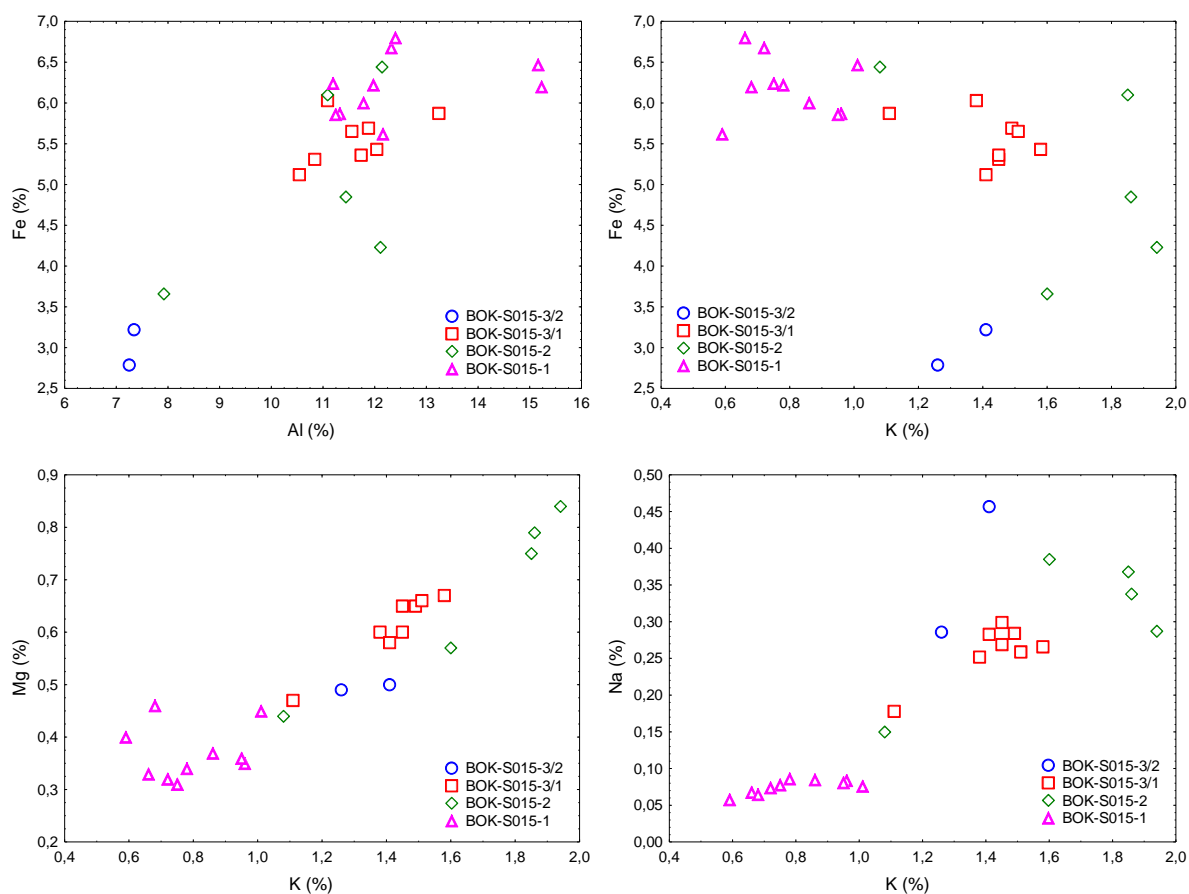 7,0
6,5
6,0
5,5
5,0
4,5
4,0
3,5
3,0
2,5
Fe (%)
6 7 8 9 10 11 12 13 14 15 16
Al (%)
BOK-S015-3/2
BOK-S015-3/1
BOK-S015-2
BOK-S015-1
7,0
6,5
6,0
5,5
5,0
4,5
4,0
3,5
3,0
2,5
Fe (%)
0,4 0,6 0,8 1,0 1,2 1,4 1,6 1,8 2,0
K (%)
BOK-S015-3/2
BOK-S015-3/1
BOK-S015-2
BOK-S015-1
0,9
0,8
0,7
0,6
0,5
0,4
0,3
0,2
Mg (%)
0,4 0,6 0,8 1,0 1,2 1,4 1,6 1,8 2,0
K (%)
BOK-S015-3/2
BOK-S015-3/1
BOK-S015-2
BOK-S015-1
0,50
0,45
0,40
0,35
0,30
0,25
0,20
0,15
0,10
0,05
0,00
Na (%)
0,4 0,6 0,8 1,0 1,2 1,4 1,6 1,8 2,0
K (%)
BOK-S015-3/2
BOK-S015-3/1
BOK-S015-2
BOK-S015-1